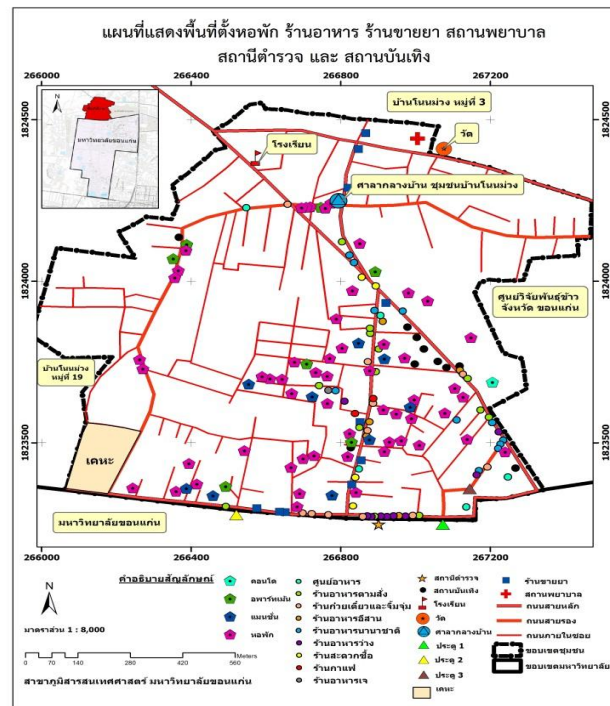 แผนที่แสดงพื้นที่ตั้งหอพัก ร้านอาหาร ร้านขายยา สถานพยาบาล
สถานีตำรวจ และ สถานบันเทิง
266000 266400 266800 267200
1824500
1824000
1823500
N
มหาวิทยาลัยขอนแก่น
บ้านโนนม่วง หมู่ที่ 3
วัด
โรงเรียน
ศาลากลางบ้าน ชุมชนบ้านโนนม่วง
ศูนย์วิจัยพันธุ์ข้าว
จังหวัด ขอนแก่น
บ้านโนนม่วง
หมู่ที่ 19
เคหะ
มหาวิทยาลัยขอนแก่น
1824500
1824000
1823500
266000 266400 266800 267200
คำอธิบายสัญลักษณ์
คอนโด
อพาร์ทเม้น
แมนชั่น
หอพัก
ศูนย์อาหาร
ร้านอาหารตามสั่ง
ร้านก๋วยเตี๋ยวและจิ้มจุ่ม
ร้านอาหารอีสาน
ร้านอาหารนานาชาติ
ร้านอาหารว่าง
ร้านสะดวกซื้อ
ร้านกาแฟ
ร้านอาหารเจ
สถานีตำรวจ
สถานบันเทิง
โรงเรียน
วัด
ศาลากลางบ้าน
ประตู 1
ประตู 2
ประตู 3
เคหะ
ร้านขายยา
สถานพยาบาล
ถนนสายหลัก
ถนนสายรอง
ถนนภายในซอย
ขอบเขตชุมชน
ขอบเขตมหาวิทยาลัย
N
มาตราส่วน 1 : 8,000
0 70 140 280 420 560
Meters
สาขาภูมิสารสนเทศศาสตร์ มหาวิทยาลัยขอนแก่น